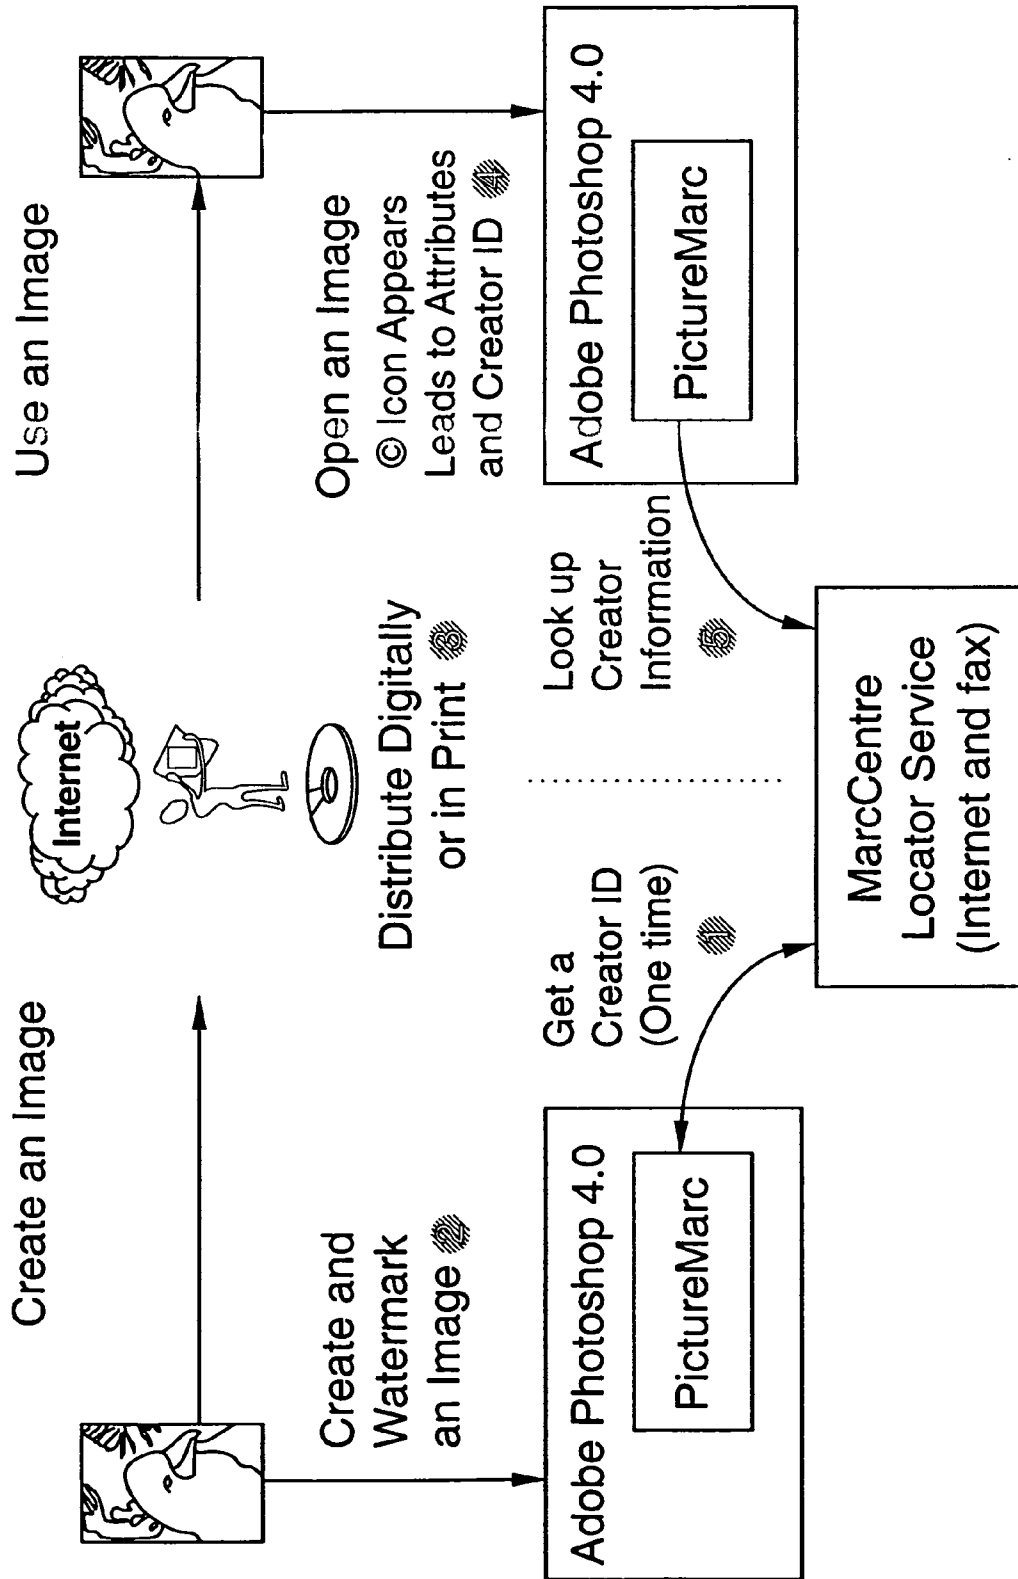 Create an Image
Use an Image
Internet
Create and
Watermark
an Image 2
Distribute Digitally
or in Print 3
Open an Image
© Icon Appears
Leads to Attributes
and Creator ID 4
Adobe Photoshop 4.0
PictureMarc
Get a
Creator ID
(One time)
1
Look up
Creator
Information
5
Adobe Photoshop 4.0
PictureMarc
MarcCentre
Locator Service
(Internet and fax)